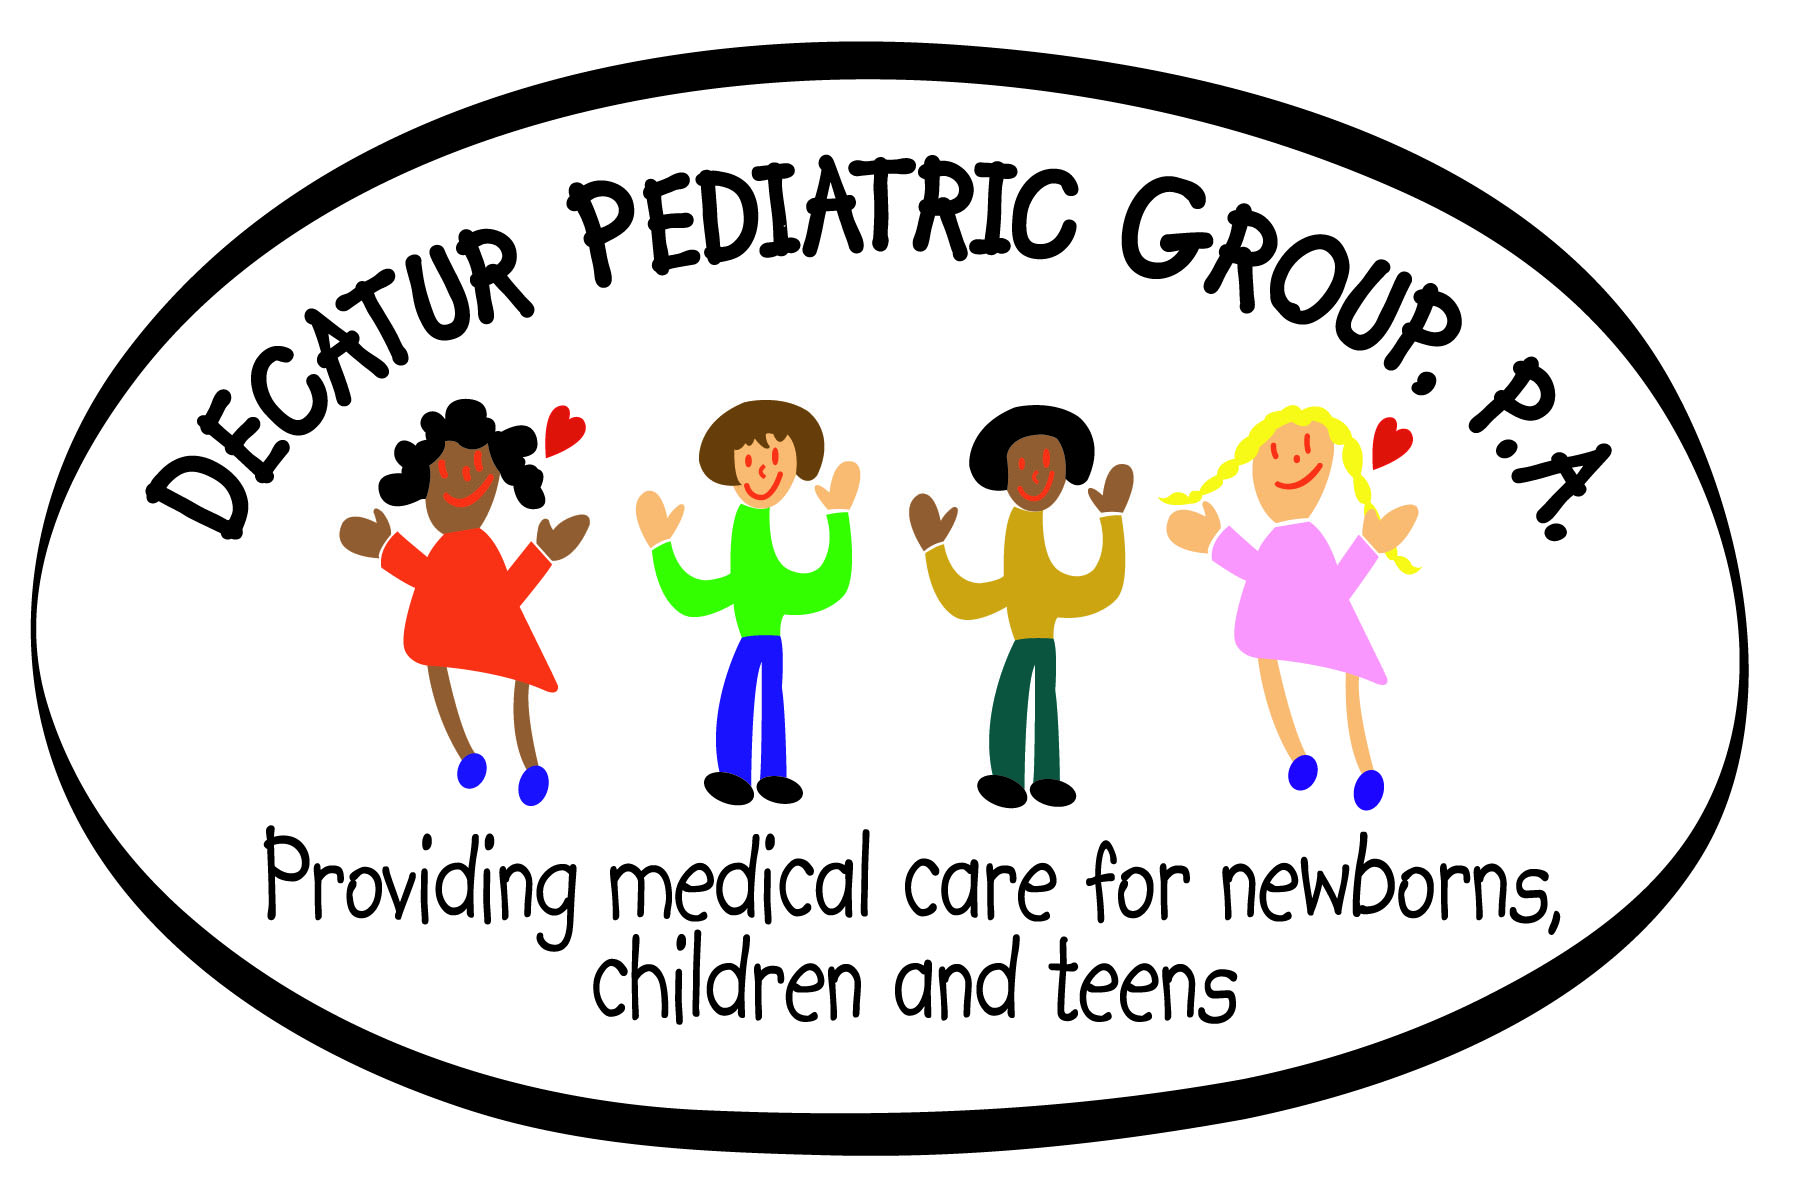 DECATUR PEDIATRIC GROUP, P.A.
Providing medical care for newborns,
children and teens